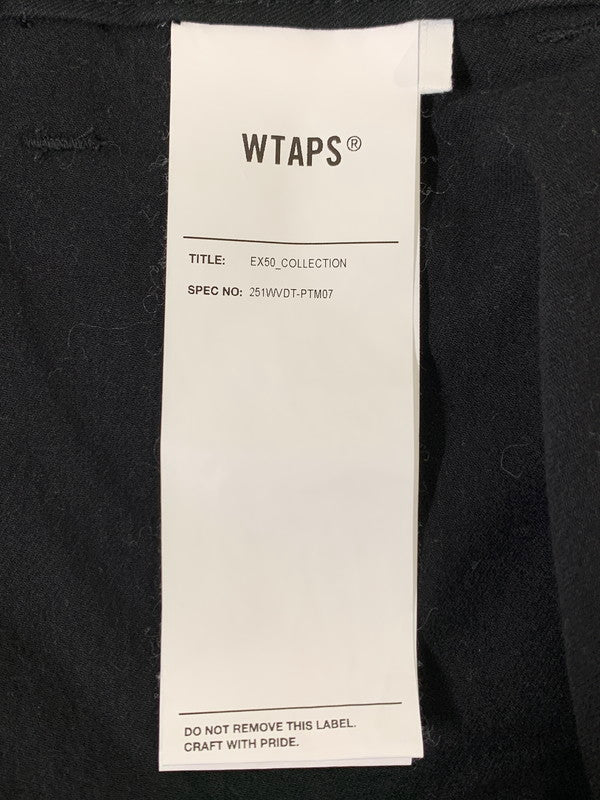 WTAPS®
TITLE: EX50_COLLECTION
SPEC NO: 251WVDT-PTM07
DO NOT REMOVE THIS LABEL.
CRAFT WITH PRIDE.